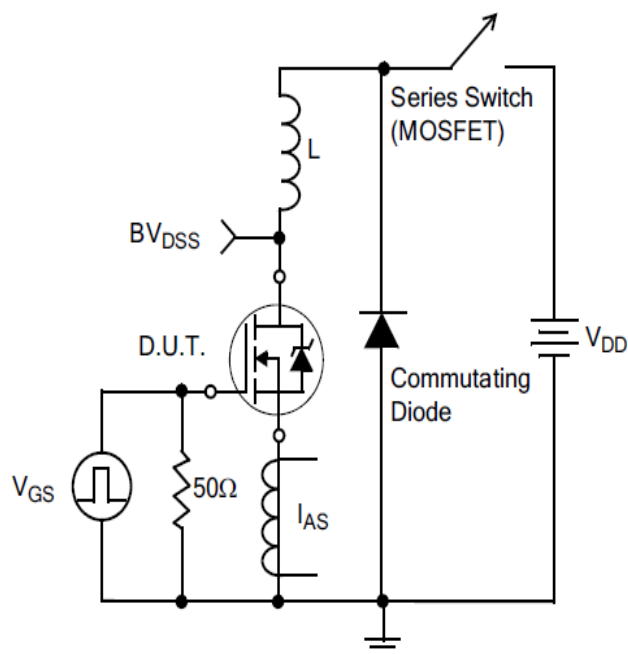 Series Switch
(MOSFET)
L
BVDSS
D.U.T.
VDD
Commutating
Diode
VGS
50Ω
IAS